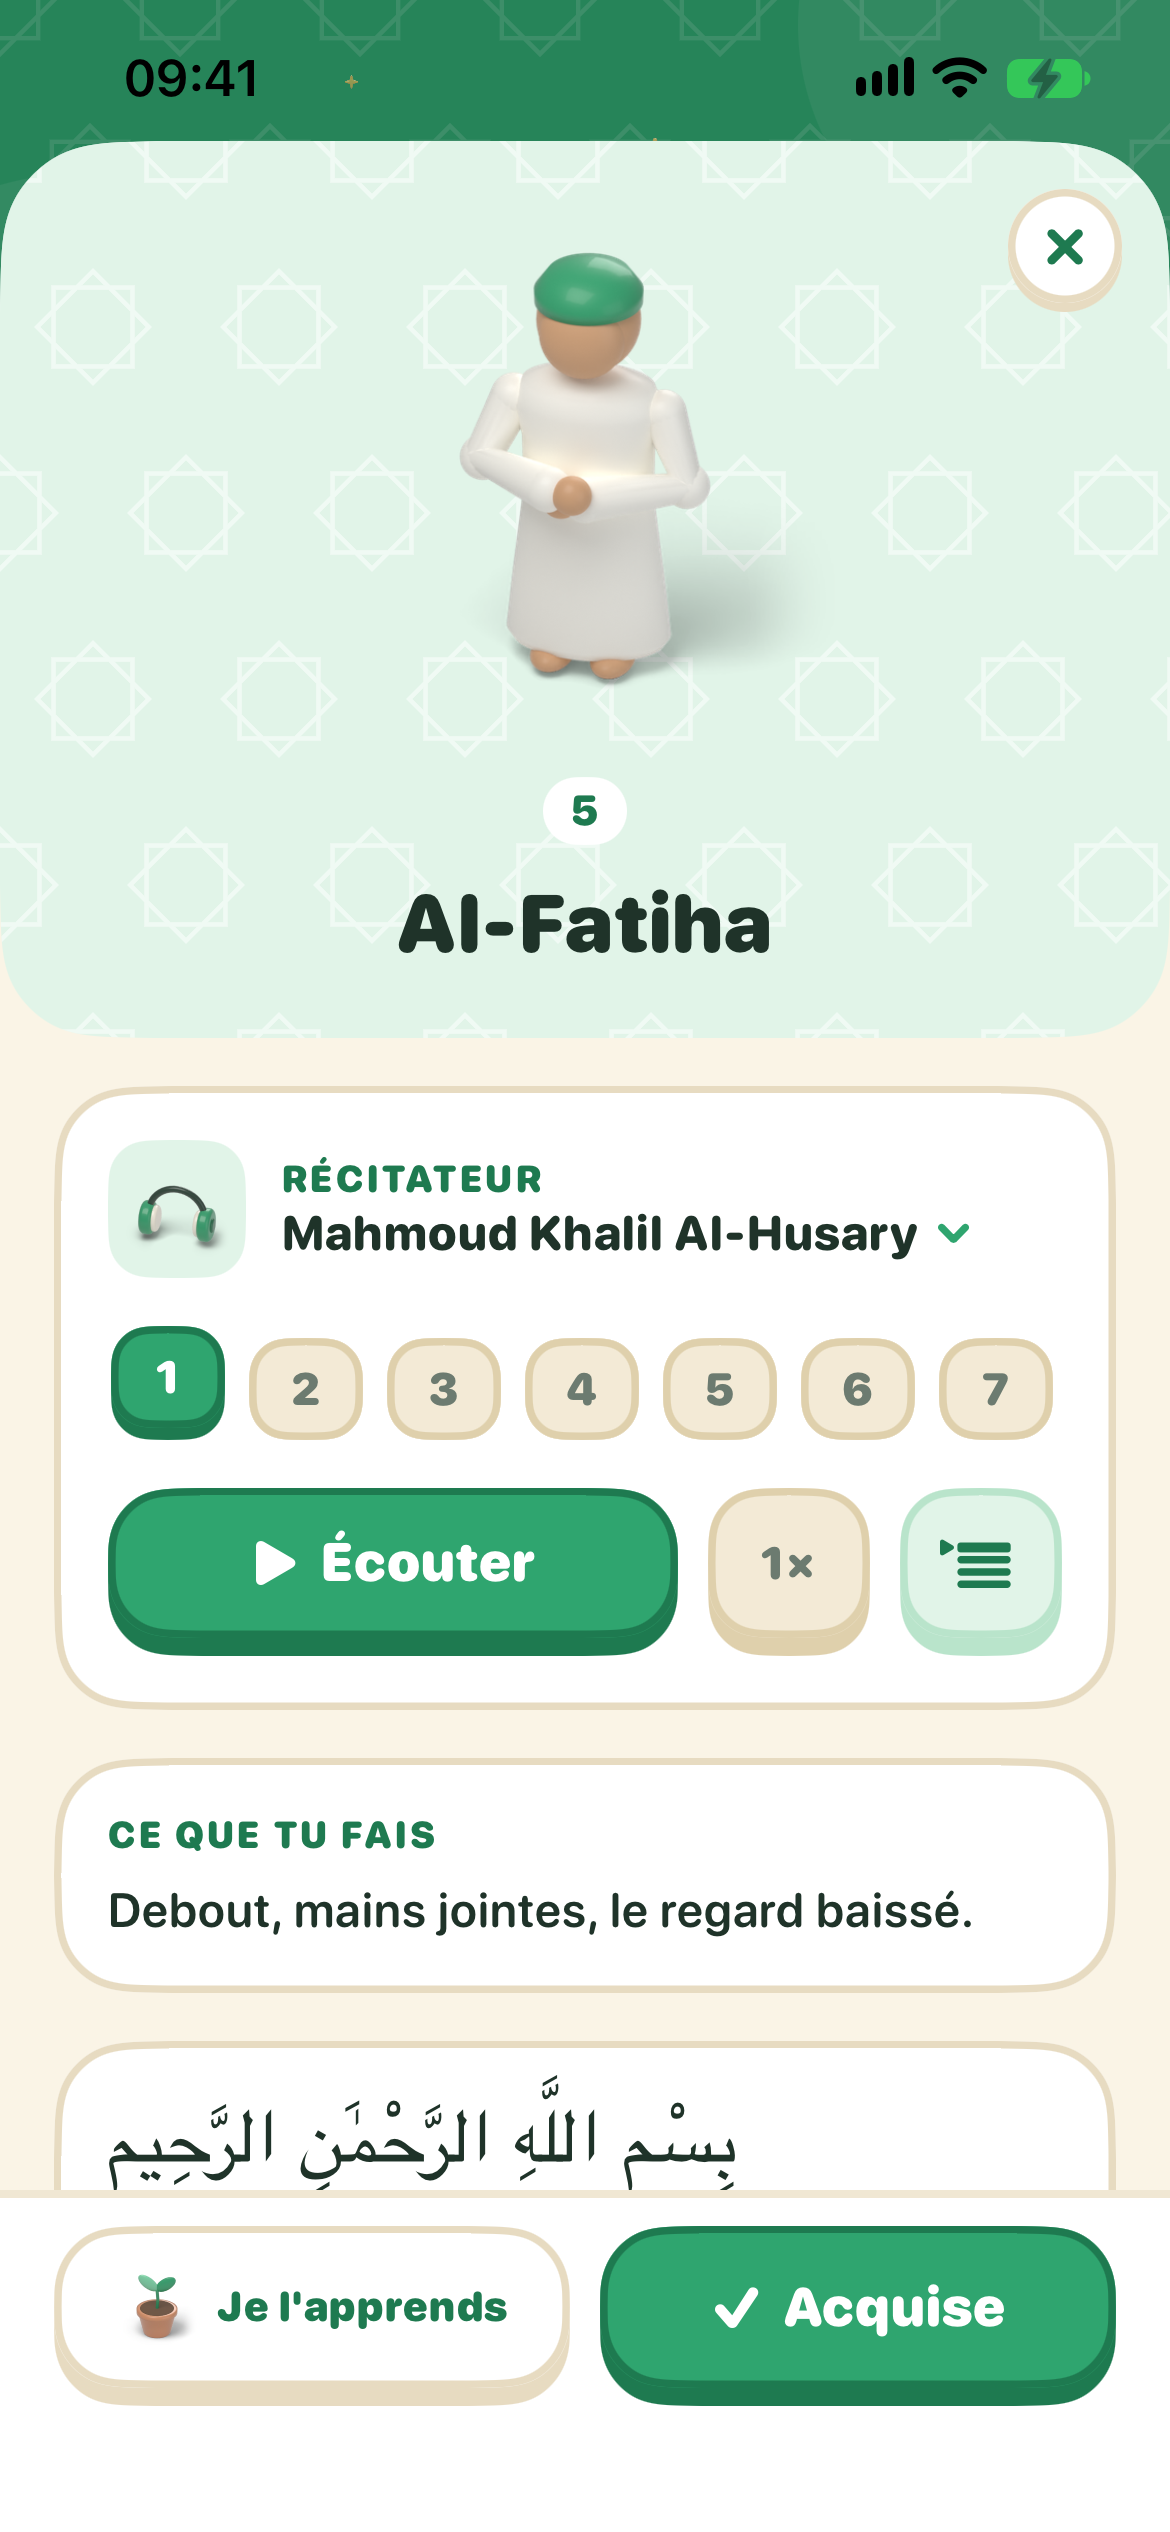 09:41
5
Al-Fatiha
RÉCITATEUR
Mahmoud Khalil Al-Husary
1 2 3 4 5 6 7
Écouter 1×
CE QUE TU FAIS
Debout, mains jointes, le regard baissé.
بِسْمِ اللَّهِ الرَّحْمَٰنِ الرَّحِيمِ
Je l'apprends Acquise